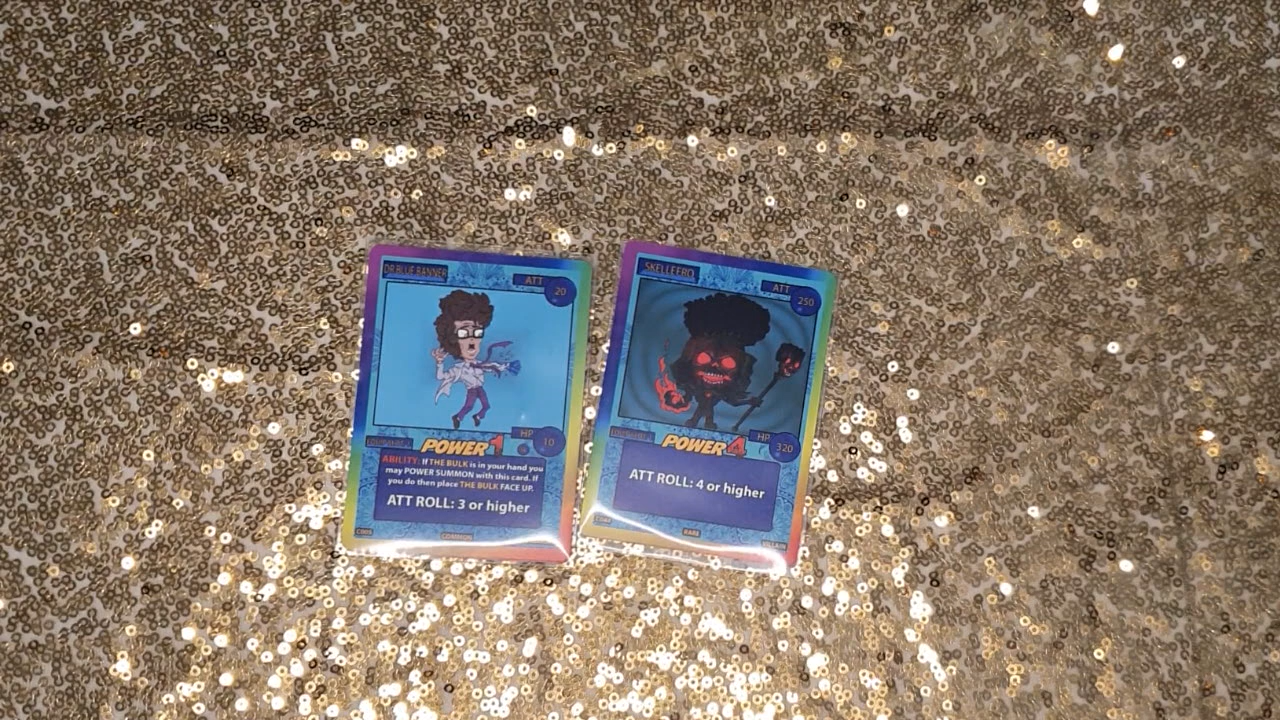 DR BLUE BANNER
ATT
20
HP
10
POWER 1
ABILITY: If THE BULK is in your hand you
may POWER SUMMON with this card. If
you do then place THE BULK FACE UP.
ATT ROLL: 3 or higher
COMMON
SKELLEFRO
ATT
250
HP
320
POWER 4
ATT ROLL: 4 or higher
RARE
VILLAIN